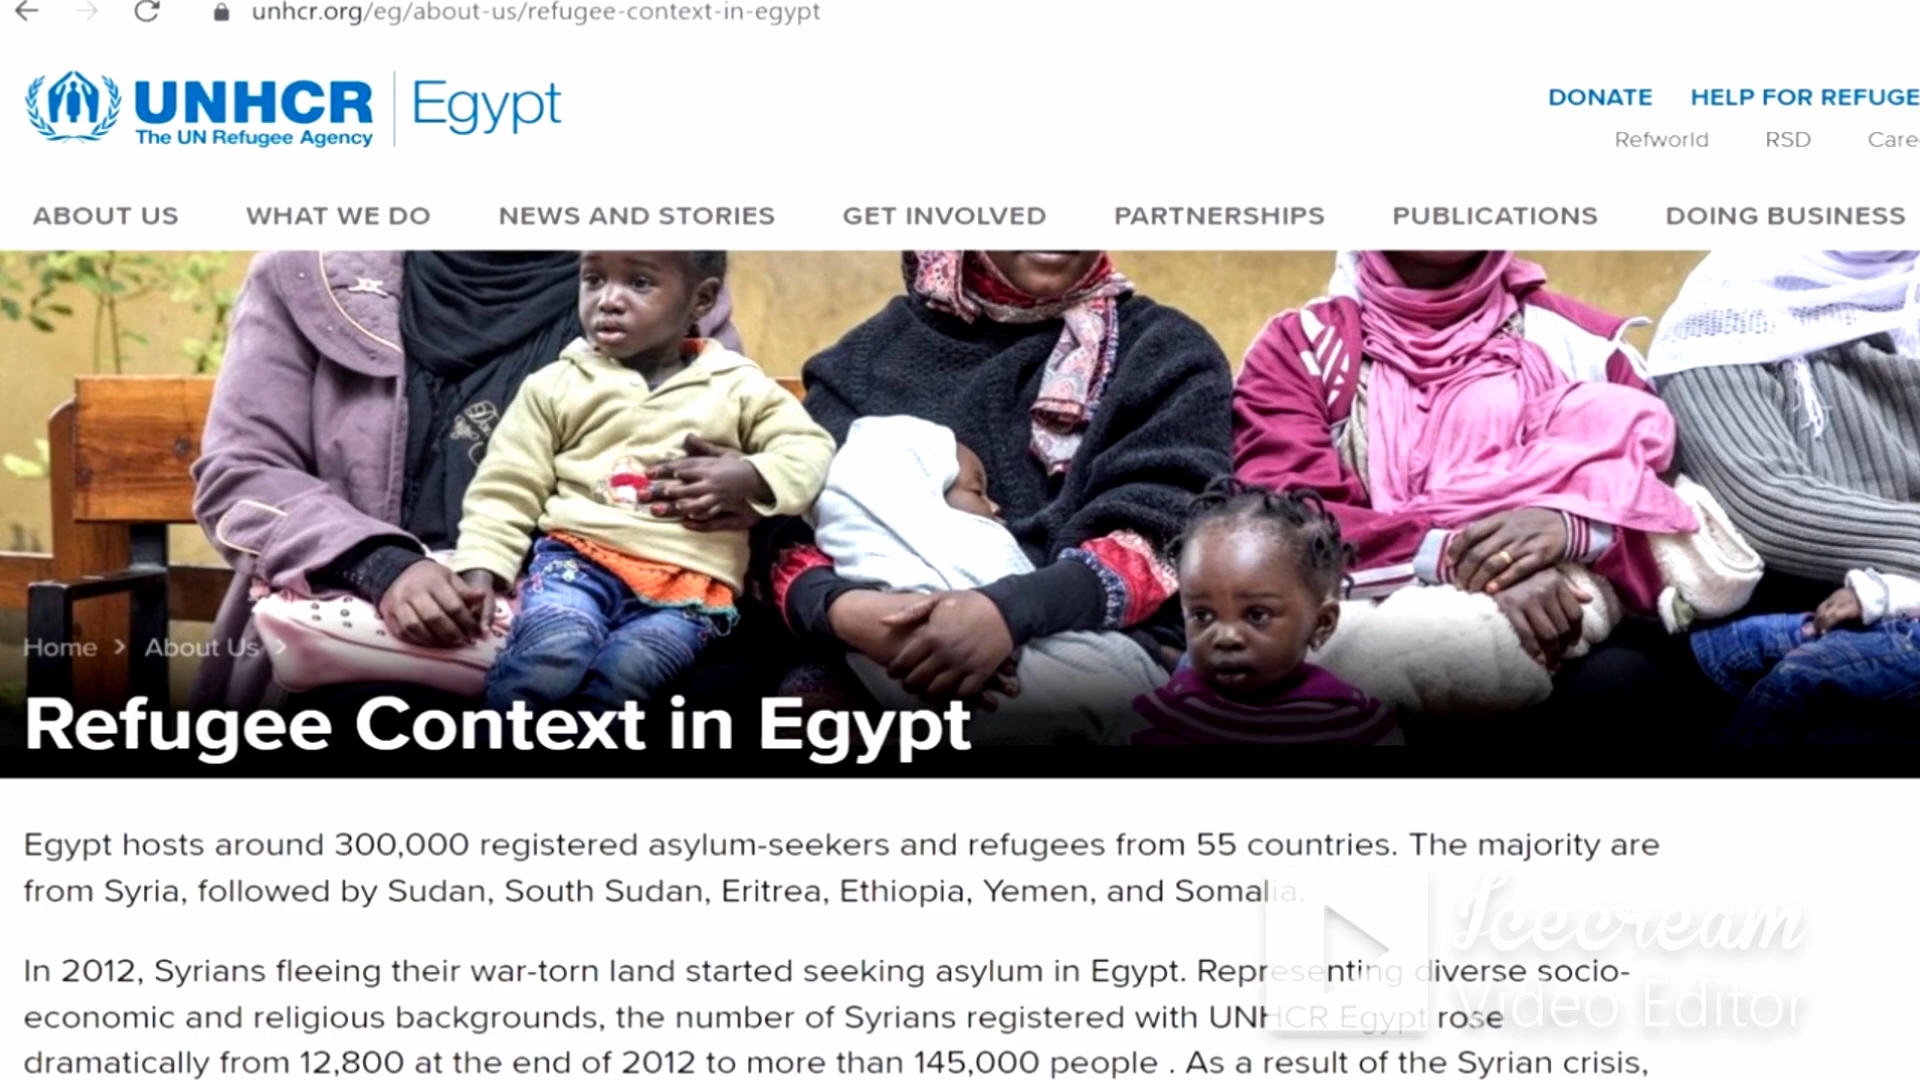 unhcr.org/eg/about-us/refugee-context-in-egypt
UNHCR
The UN Refugee Agency
Egypt
DONATE HELP FOR REFUGE
Refworld RSD Care
ABOUT US WHAT WE DO NEWS AND STORIES GET INVOLVED PARTNERSHIPS PUBLICATIONS DOING BUSINESS
Home > About Us >
Refugee Context in Egypt
Egypt hosts around 300,000 registered asylum-seekers and refugees from 55 countries. The majority are
from Syria, followed by Sudan, South Sudan, Eritrea, Ethiopia, Yemen, and Somalia.
In 2012, Syrians fleeing their war-torn land started seeking asylum in Egypt. Representing diverse socio-
economic and religious backgrounds, the number of Syrians registered with UNHCR Egypt rose
dramatically from 12,800 at the end of 2012 to more than 145,000 people . As a result of the Syrian crisis,
Icecream
Video Editor